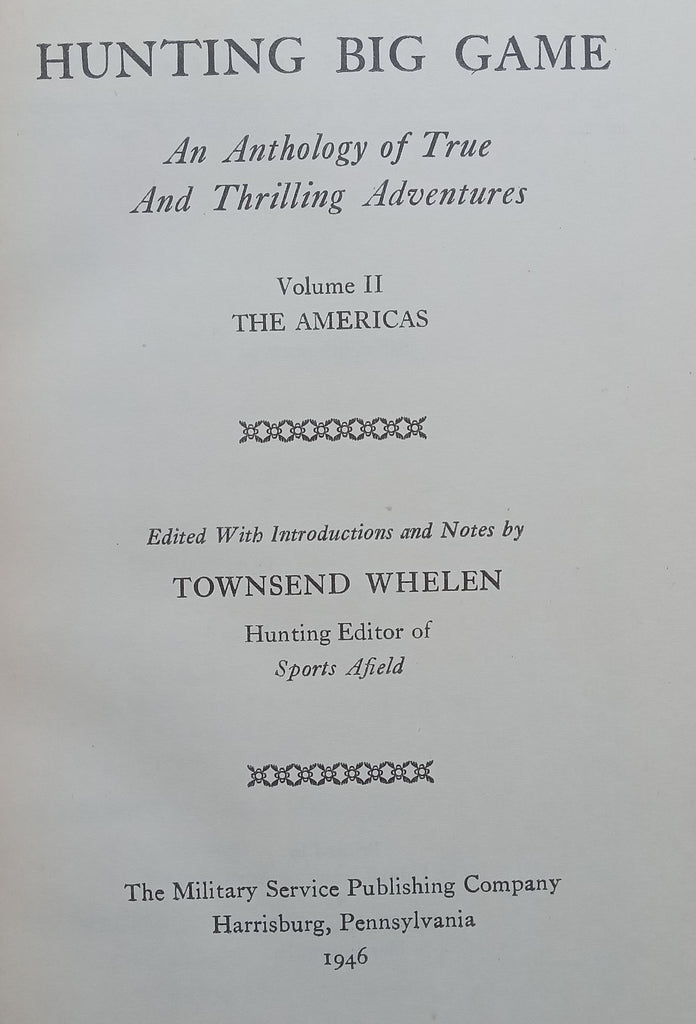 HUNTING BIG GAME
An Anthology of True
And Thrilling Adventures
Volume II
THE AMERICAS
Edited With Introductions and Notes by
TOWNSEND WHELEN
Hunting Editor of
Sports Afield
The Military Service Publishing Company
Harrisburg, Pennsylvania
1946